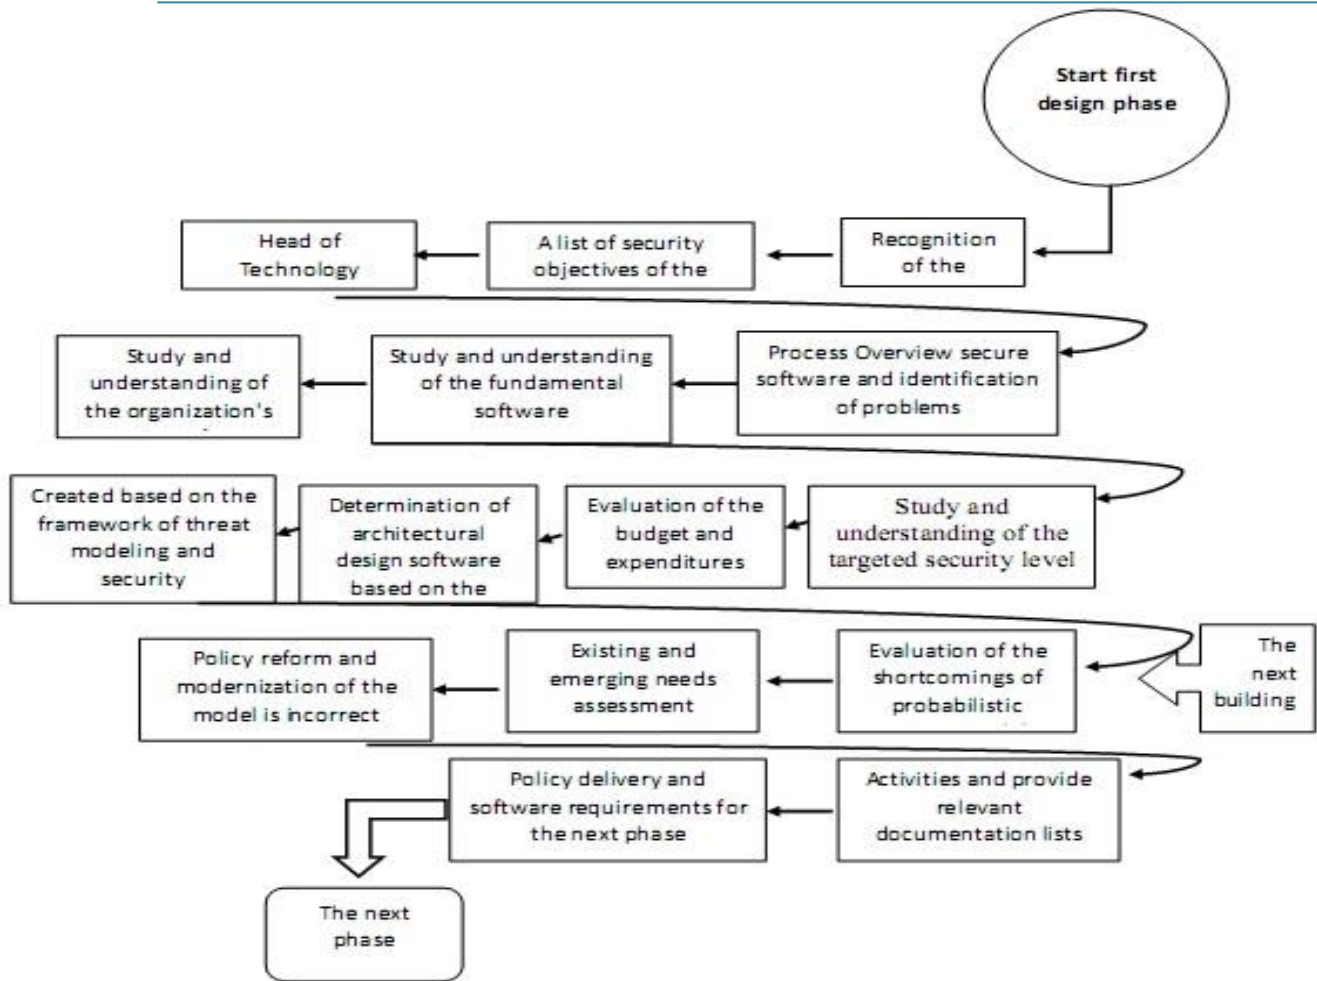 Start first
design phase
Recognition
of the
A list of security
objectives of the
Head of
Technology
Process Overview secure
software and identification
of problems
Study and understanding
of the fundamental
software
Study and
understanding of
the organization's
Study and
understanding of the
targeted security level
Evaluation of the
budget and
expenditures
Determination of
architectural
design software
based on the
Created based on the
framework of threat
modeling and
security
The
next
building
Evaluation of the
shortcomings of
probabilistic
Existing and
emerging needs
assessment
Policy reform and
modernization of the
model is incorrect
Activities and provide
relevant
documentation lists
Policy delivery and
software requirements for
the next phase
The next
phase